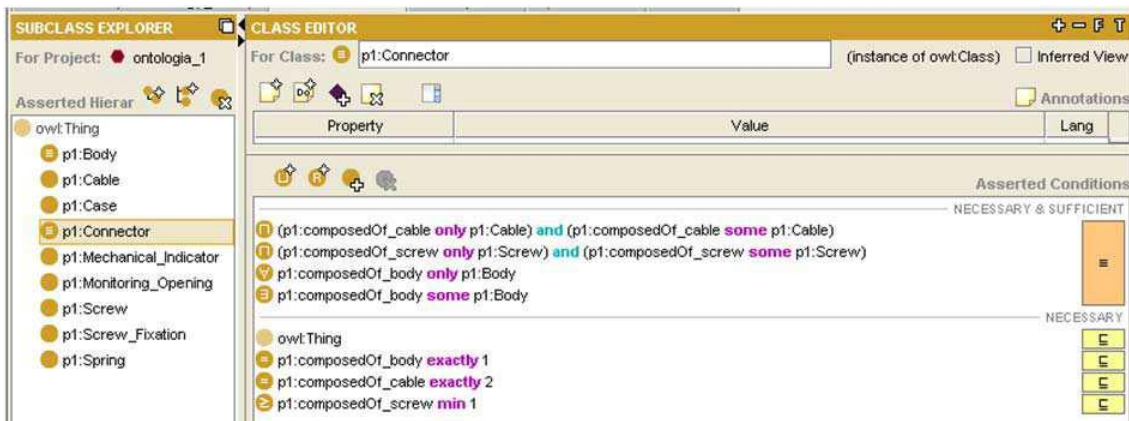 SUBCLASS EXPLORER
For Project: ontologia_1
Asserted Hierar
owl:Thing
p1:Body
p1:Cable
p1:Case
p1:Connector
p1:Mechanical_Indicator
p1:Monitoring_Opening
p1:Screw
p1:Screw_Fixation
p1:Spring
CLASS EDITOR
F T
For Class: p1:Connector (instance of owl:Class) Inferred View
Annotations
Property Value Lang
Asserted Conditions
NECESSARY & SUFFICIENT
(p1:composedOf_cable only p1:Cable) and (p1:composedOf_cable some p1:Cable)
(p1:composedOf_screw only p1:Screw) and (p1:composedOf_screw some p1:Screw)
p1:composedOf_body only p1:Body
p1:composedOf_body some p1:Body
NECESSARY
owl:Thing
p1:composedOf_body exactly 1
p1:composedOf_cable exactly 2
p1:composedOf_screw min 1